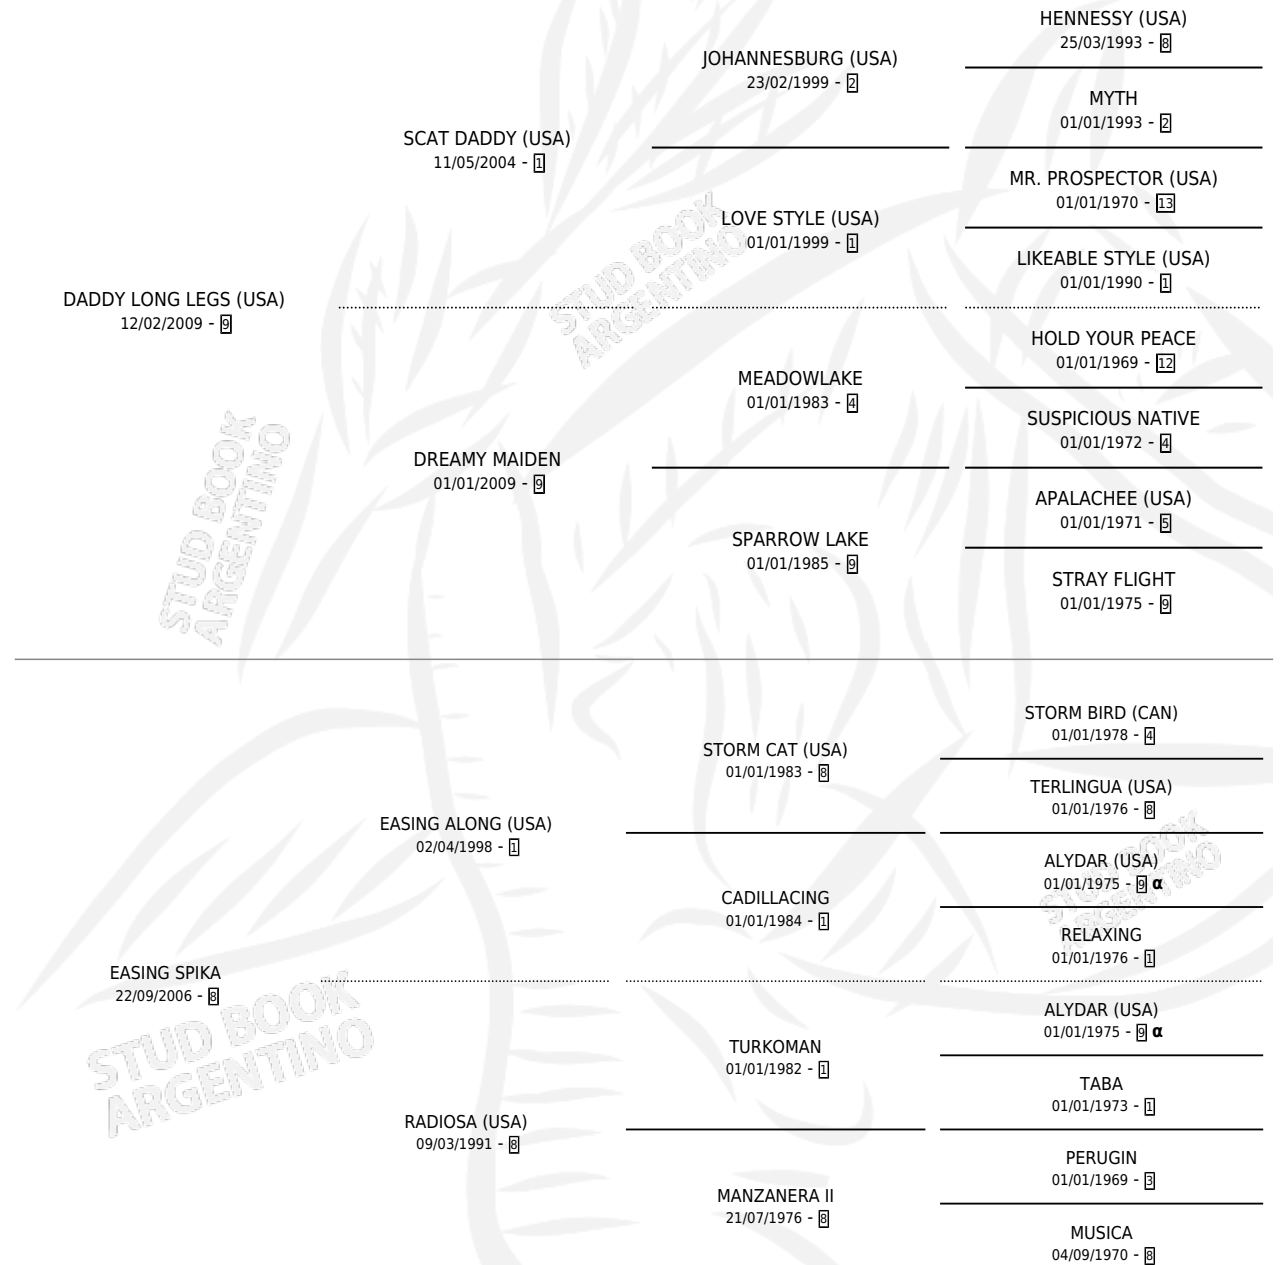 HENNESSY (USA)
25/03/1993 - 8
JOHANNESBURG (USA)
23/02/1999 - 2
MYTH
01/01/1993 - 2
SCAT DADDY (USA)
11/05/2004 - 1
MR. PROSPECTOR (USA)
01/01/1970 - 13
LOVE STYLE (USA)
01/01/1999 - 1
LIKEABLE STYLE (USA)
01/01/1990 - 1
DADDY LONG LEGS (USA)
12/02/2009 - 9
HOLD YOUR PEACE
01/01/1969 - 12
MEADOWLAKE
01/01/1983 - 4
SUSPICIOUS NATIVE
01/01/1972 - 4
DREAMY MAIDEN
01/01/2009 - 9
APALACHEE (USA)
01/01/1971 - 5
SPARROW LAKE
01/01/1985 - 9
STRAY FLIGHT
01/01/1975 - 9
STUD BOOK
ARGENTINO
STUD BOOK
ARGENTINO
STORM BIRD (CAN)
01/01/1978 - 4
STORM CAT (USA)
01/01/1983 - 8
TERLINGUA (USA)
01/01/1976 - 8
EASING ALONG (USA)
02/04/1998 - 1
ALYDAR (USA)
01/01/1975 - 9 α
CADILLACING
01/01/1984 - 1
RELAXING
01/01/1976 - 1
EASING SPIKA
22/09/2006 - 8
ALYDAR (USA)
01/01/1975 - 9 α
TURKOMAN
01/01/1982 - 1
TABA
01/01/1973 - 1
RADIOSA (USA)
09/03/1991 - 8
PERUGIN
01/01/1969 - 3
MANZANERA II
21/07/1976 - 8
MUSICA
04/09/1970 - 8
STUD BOOK
ARGENTINO
STUD BOOK
ARGENTINO